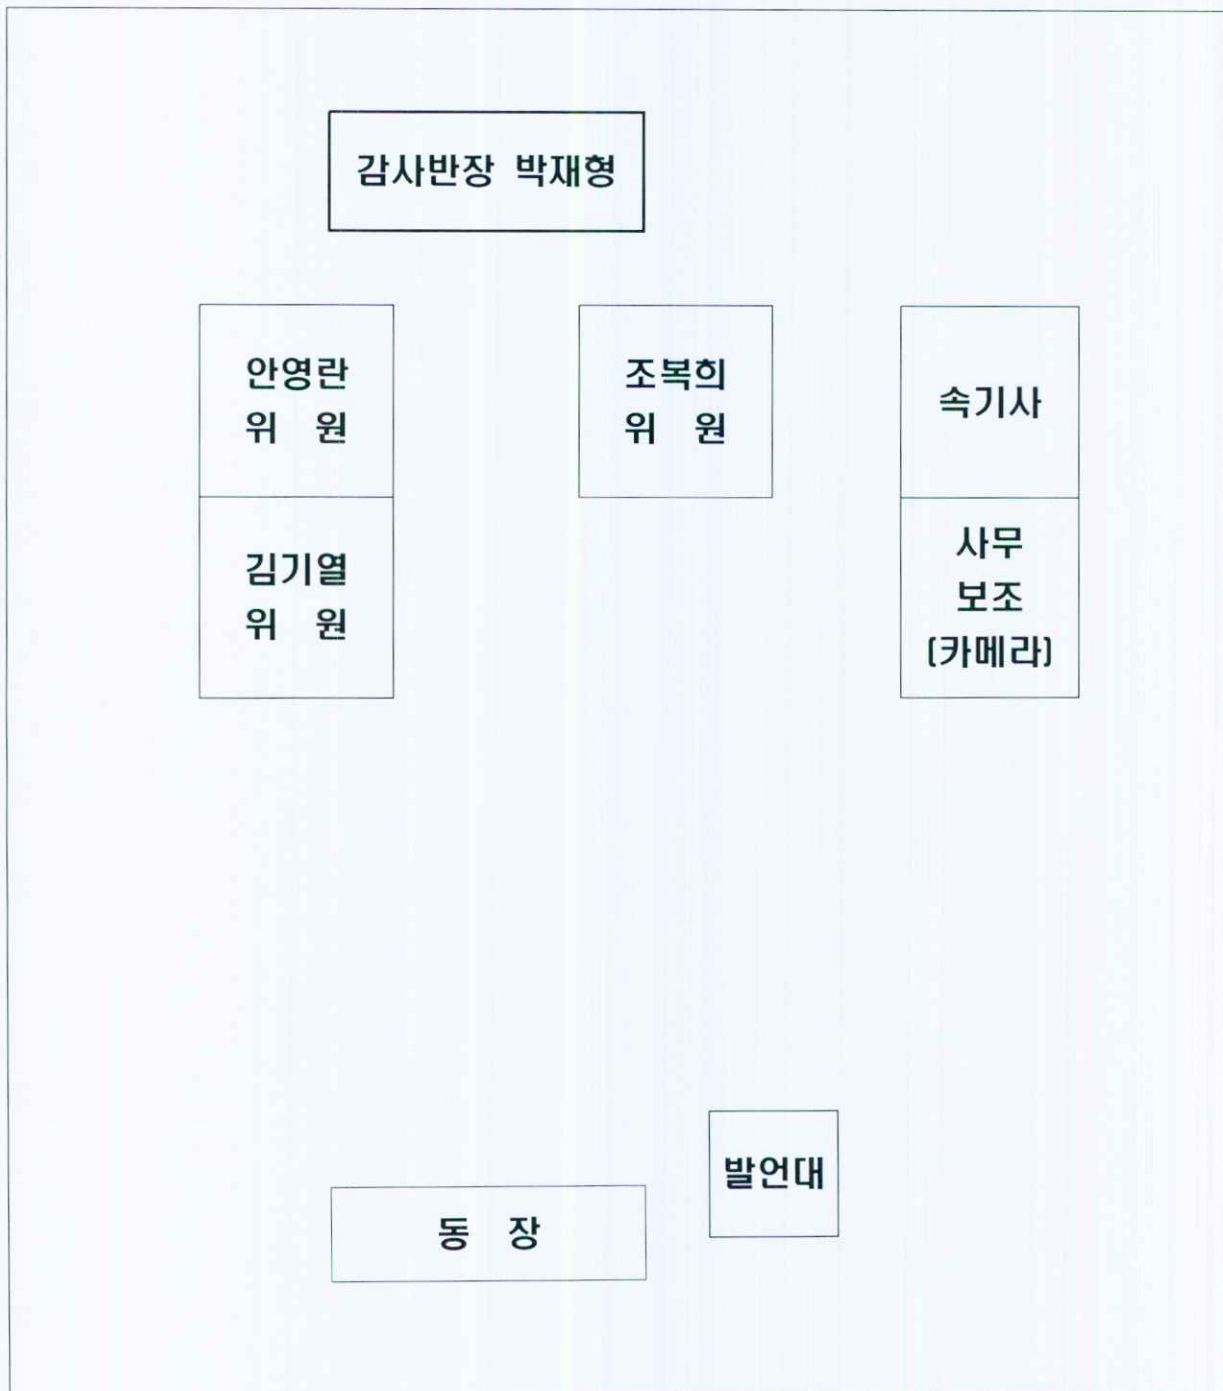 감사반장 박재형
안영란
위 원
조복희
위 원
속기사
김기열
위 원
사무
보조
(카메라)
발언대
동 장